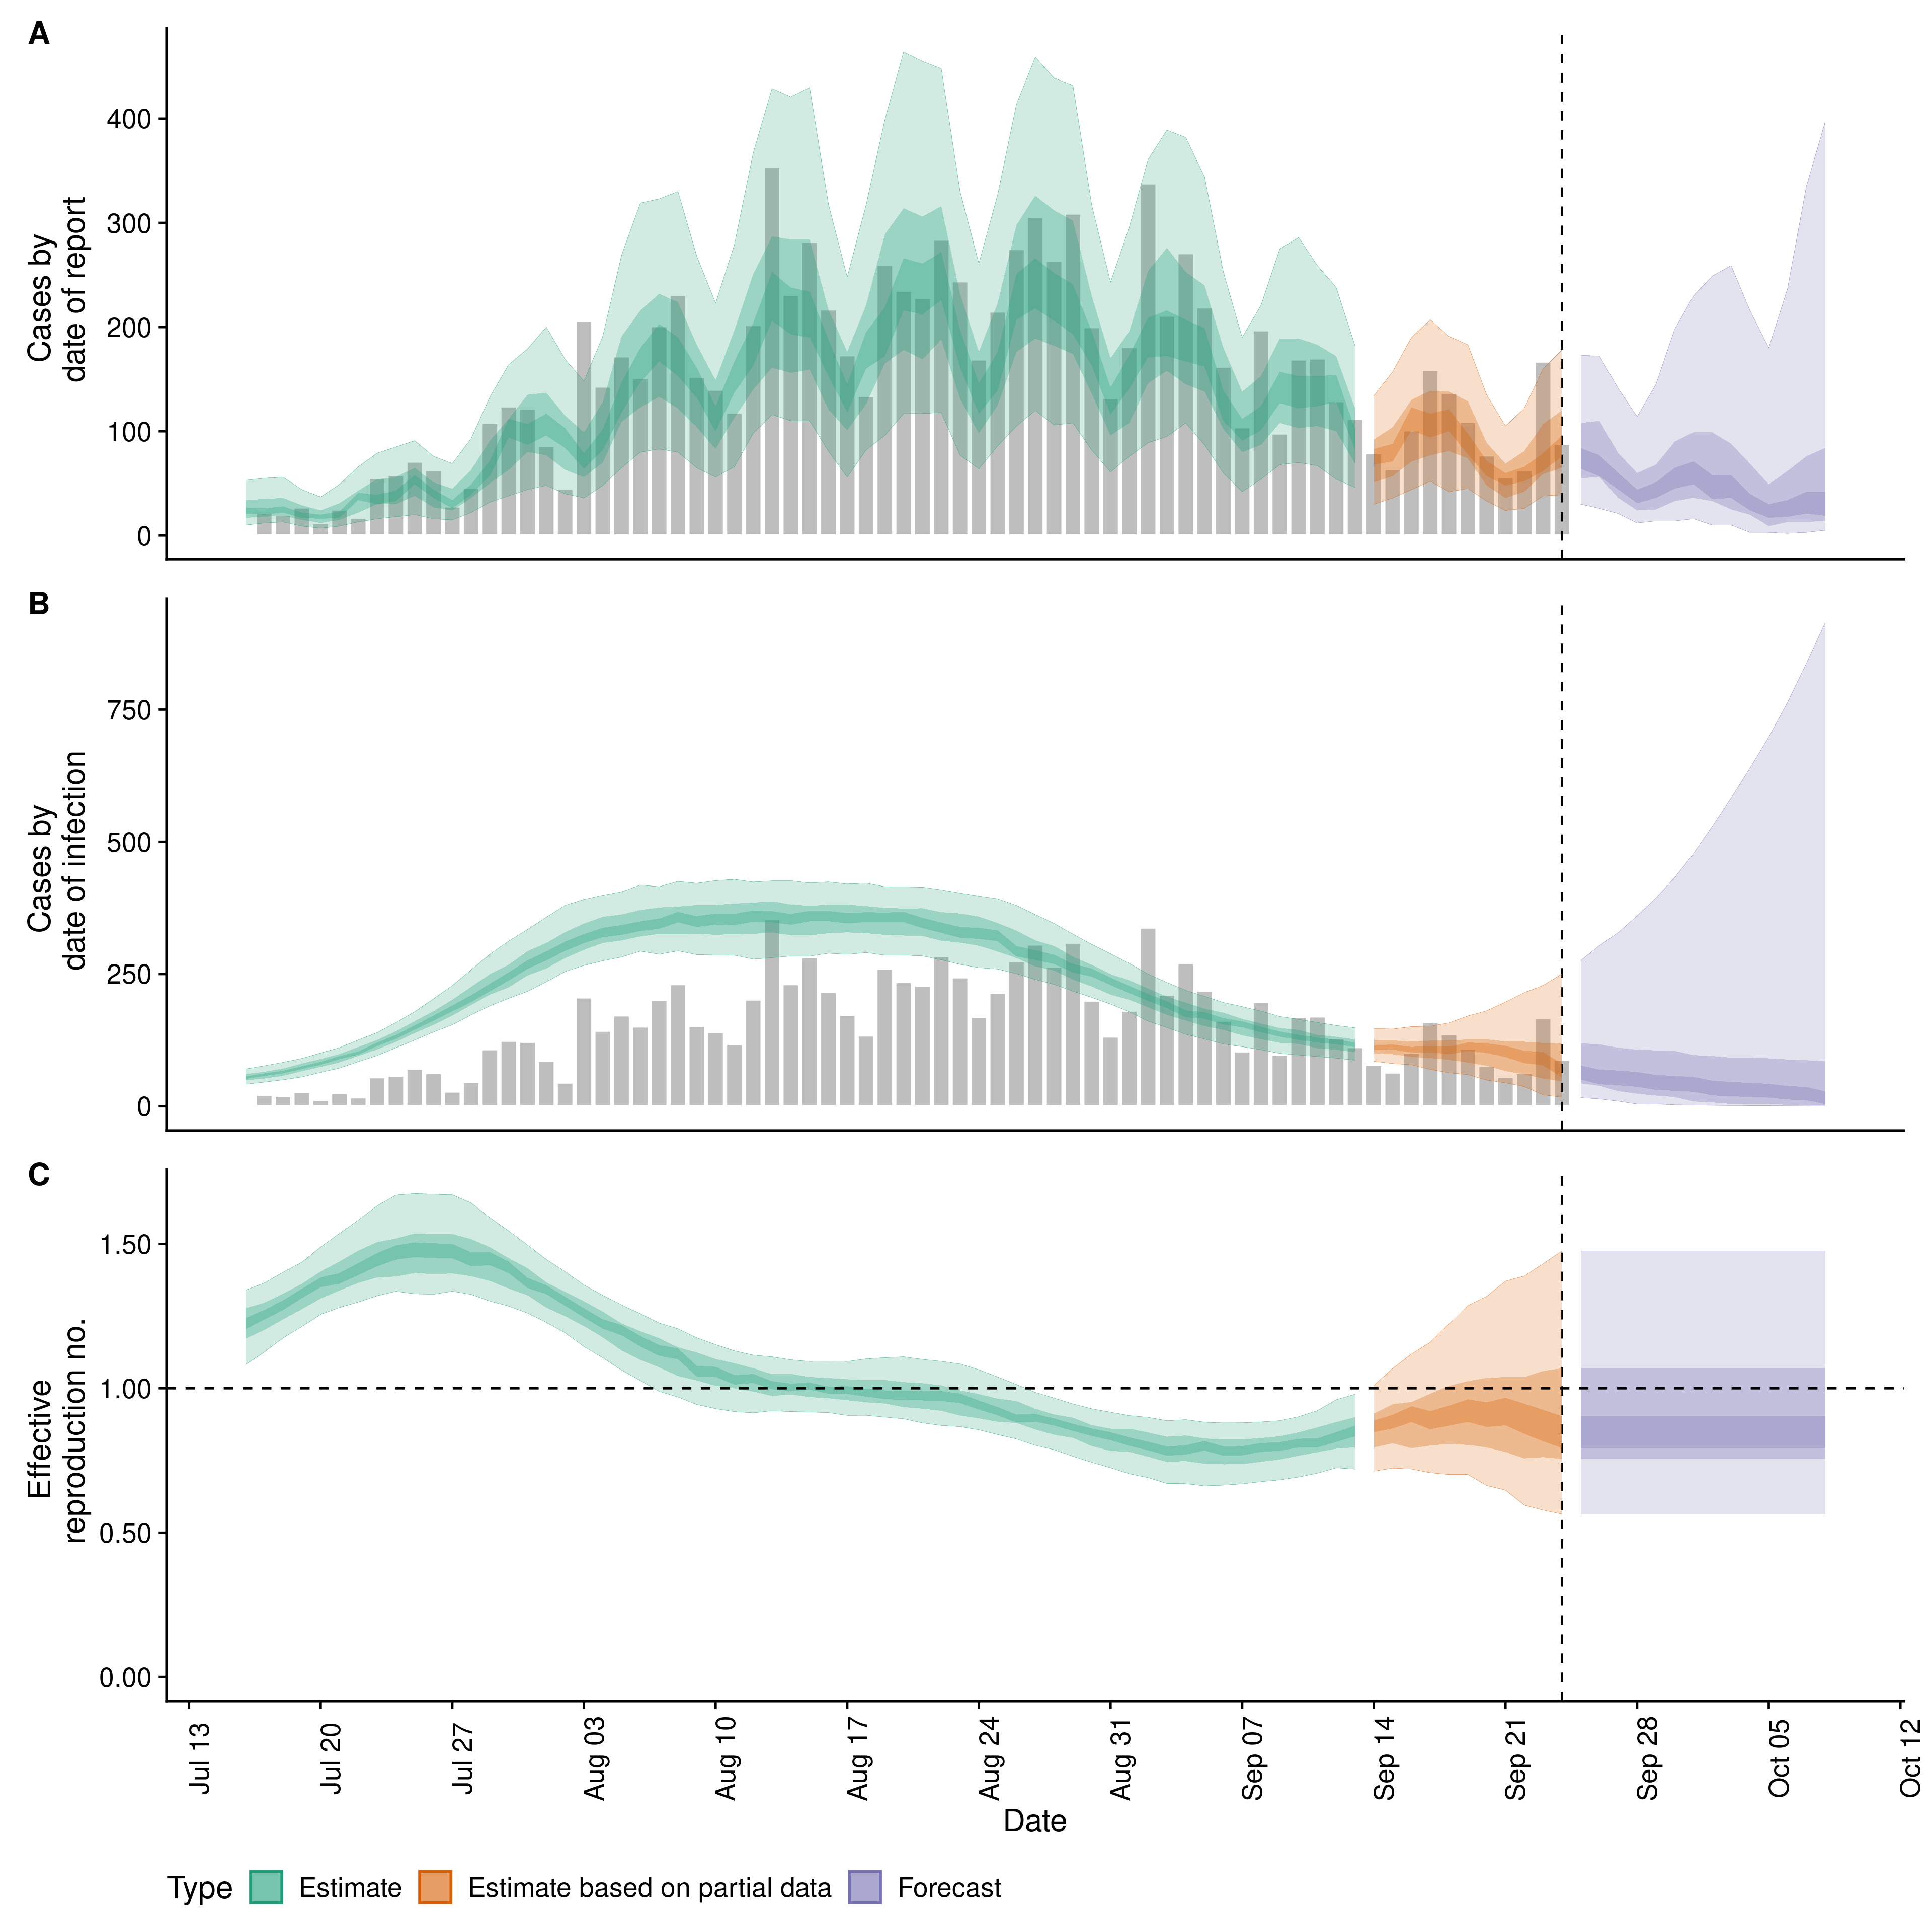 A
Cases by
date of report
400
300
200
100
0
B
Cases by
date of infection
750
500
250
0
C
Effective
reproduction no.
1.50
1.00
0.50
0.00
Jul 13
Jul 20
Jul 27
Aug 03
Aug 10
Aug 17
Aug 24
Aug 31
Sep 07
Sep 14
Sep 21
Sep 28
Oct 05
Oct 12
Date
Type Estimate Estimate based on partial data Forecast